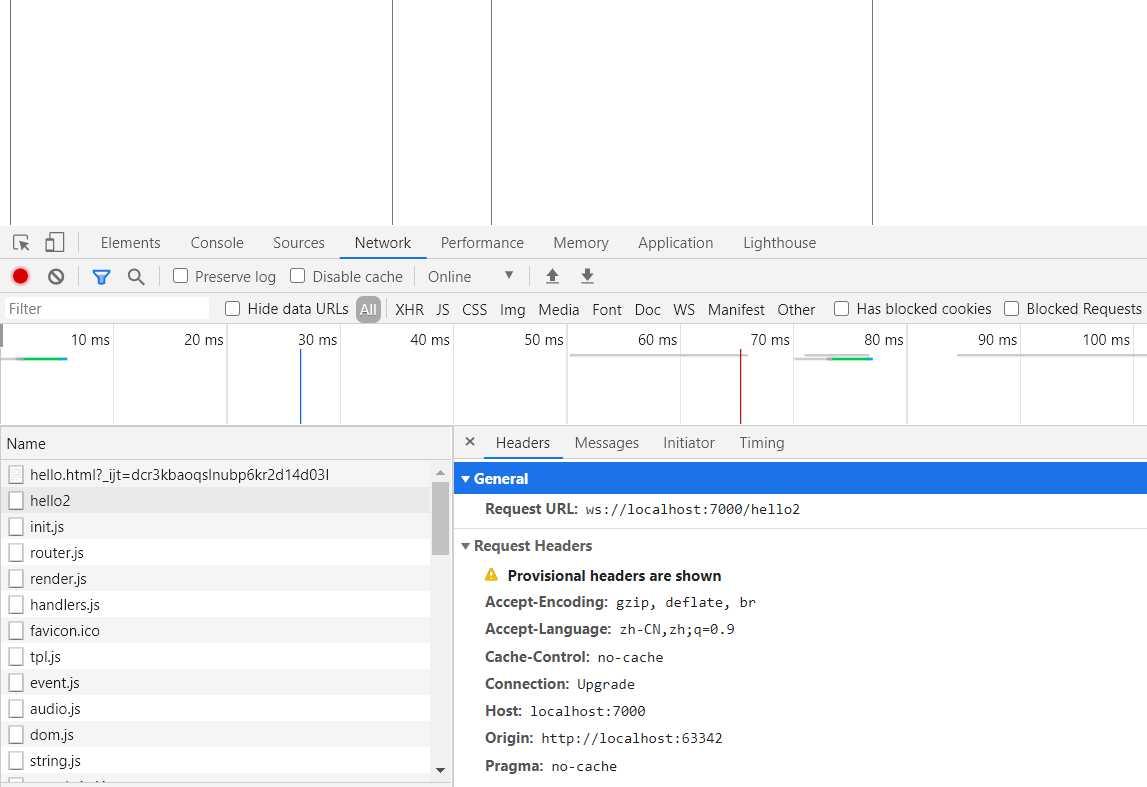 Elements Console Sources Network Performance Memory Application Lighthouse
Preserve log Disable cache Online
Filter Hide data URLs All XHR JS CSS Img Media Font Doc WS Manifest Other Has blocked cookies Blocked Requests
10 ms 20 ms 30 ms 40 ms 50 ms 60 ms 70 ms 80 ms 90 ms 100 ms
Name
hello.html?_ijt=dcr3kbaoqslnubp6kr2d14d03l
hello2
init.js
router.js
render.js
handlers.js
favicon.ico
tpl.js
event.js
audio.js
dom.js
string.js
Headers Messages Initiator Timing
General
Request URL: ws://localhost:7000/hello2
Request Headers
Provisional headers are shown
Accept-Encoding: gzip, deflate, br
Accept-Language: zh-CN,zh;q=0.9
Cache-Control: no-cache
Connection: Upgrade
Host: localhost:7000
Origin: http://localhost:63342
Pragma: no-cache